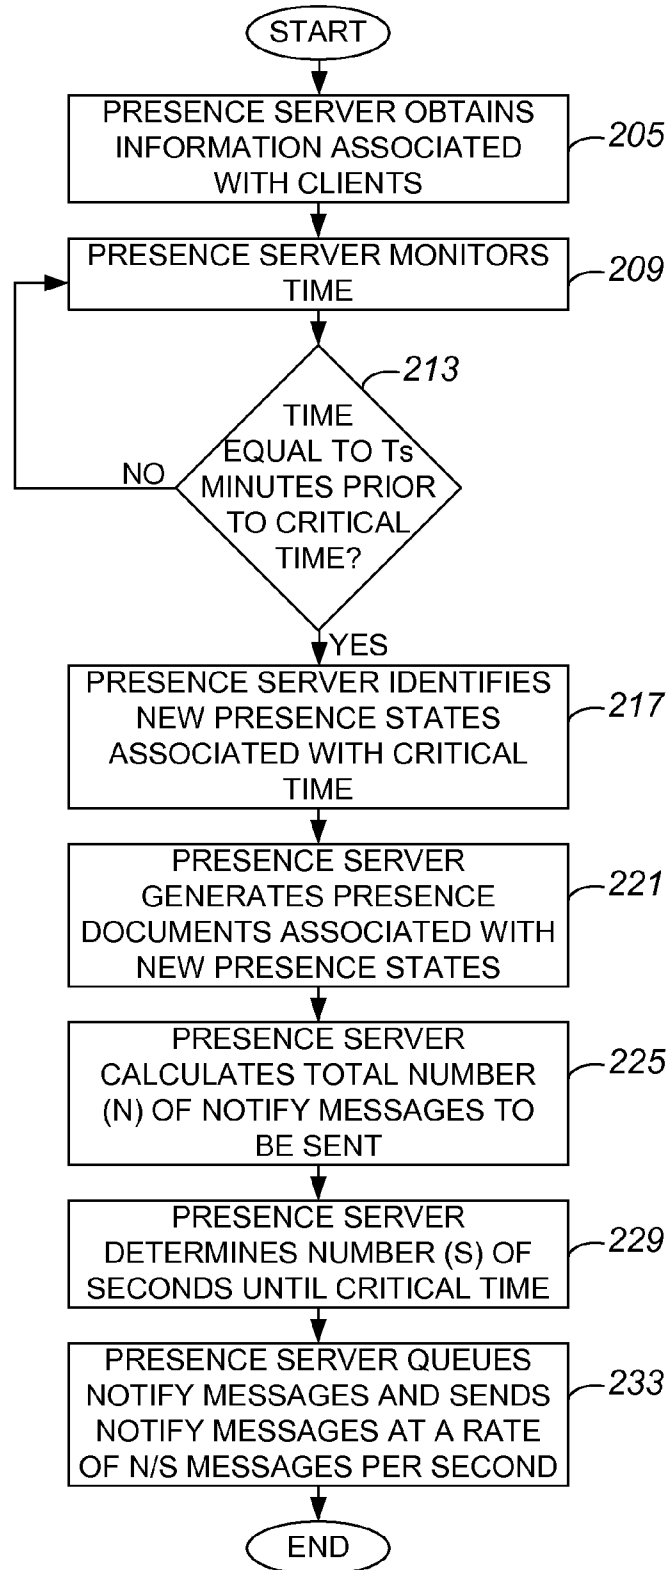 START
PRESENCE SERVER OBTAINS
INFORMATION ASSOCIATED
WITH CLIENTS
205
PRESENCE SERVER MONITORS
TIME
209
213
TIME
EQUAL TO Ts
MINUTES PRIOR
TO CRITICAL
TIME?
NO
YES
PRESENCE SERVER IDENTIFIES
NEW PRESENCE STATES
ASSOCIATED WITH CRITICAL
TIME
217
PRESENCE SERVER
GENERATES PRESENCE
DOCUMENTS ASSOCIATED WITH
NEW PRESENCE STATES
221
PRESENCE SERVER
CALCULATES TOTAL NUMBER
(N) OF NOTIFY MESSAGES TO
BE SENT
225
PRESENCE SERVER
DETERMINES NUMBER (S) OF
SECONDS UNTIL CRITICAL TIME
229
PRESENCE SERVER QUEUES
NOTIFY MESSAGES AND SENDS
NOTIFY MESSAGES AT A RATE
OF N/S MESSAGES PER SECOND
233
END